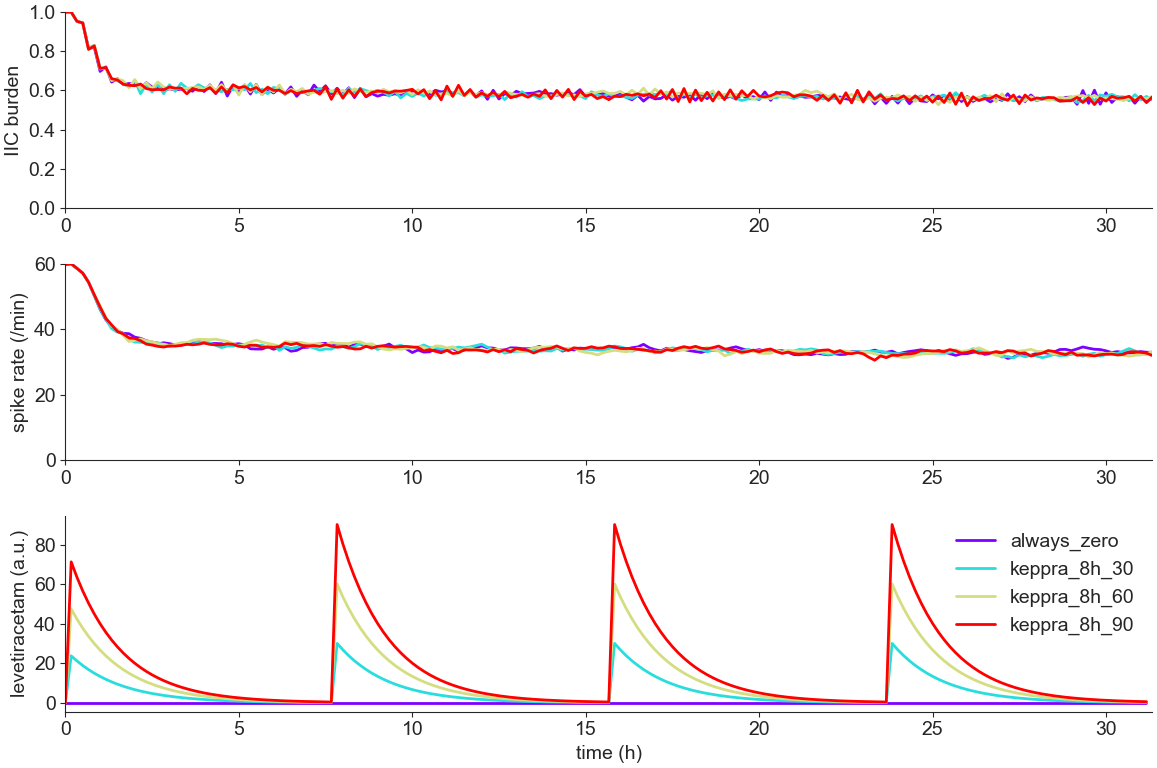 IIC burden
1.0
0.8
0.6
0.4
0.2
0.0
0 5 10 15 20 25 30
spike rate (/min)
60
40
20
0
0 5 10 15 20 25 30
levetiracetam (a.u.)
80
60
40
20
0
always_zero
keppra_8h_30
keppra_8h_60
keppra_8h_90
0 5 10 15 20 25 30
time (h)